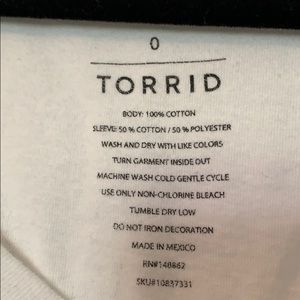 0
TORRID
BODY: 100% COTTON
SLEEVE: 50 % COTTON / 50 % POLYESTER
WASH AND DRY WITH LIKE COLORS
TURN GARMENT INSIDE OUT
MACHINE WASH COLD GENTLE CYCLE
USE ONLY NON-CHLORINE BLEACH
TUMBLE DRY LOW
DO NOT IRON DECORATION
MADE IN MEXICO
RN#148862
SKU#10837331